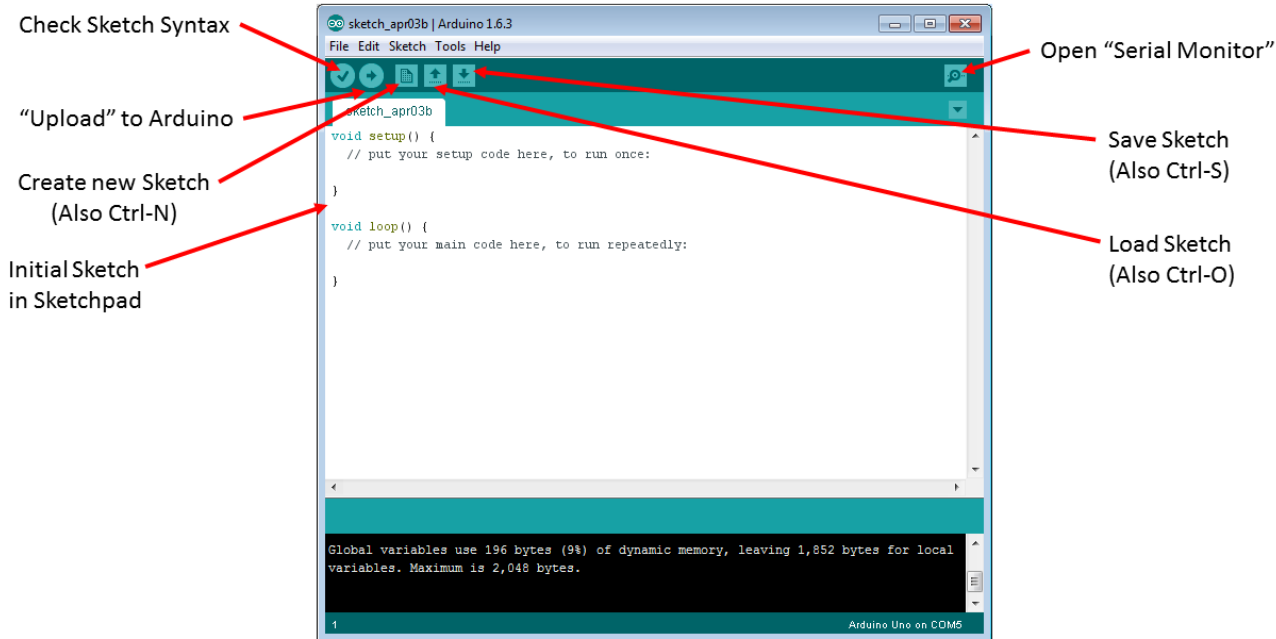 Check Sketch Syntax
“Upload” to Arduino
Create new Sketch
(Also Ctrl-N)
Initial Sketch
in Sketchpad
sketch_apr03b | Arduino 1.6.3
File Edit Sketch Tools Help
sketch_apr03b
void setup() {
// put your setup code here, to run once:
}
void loop() {
// put your main code here, to run repeatedly:
}
Global variables use 196 bytes (9%) of dynamic memory, leaving 1,852 bytes for local
variables. Maximum is 2,048 bytes.
1
Arduino Uno on COM5
Open “Serial Monitor”
Save Sketch
(Also Ctrl-S)
Load Sketch
(Also Ctrl-O)